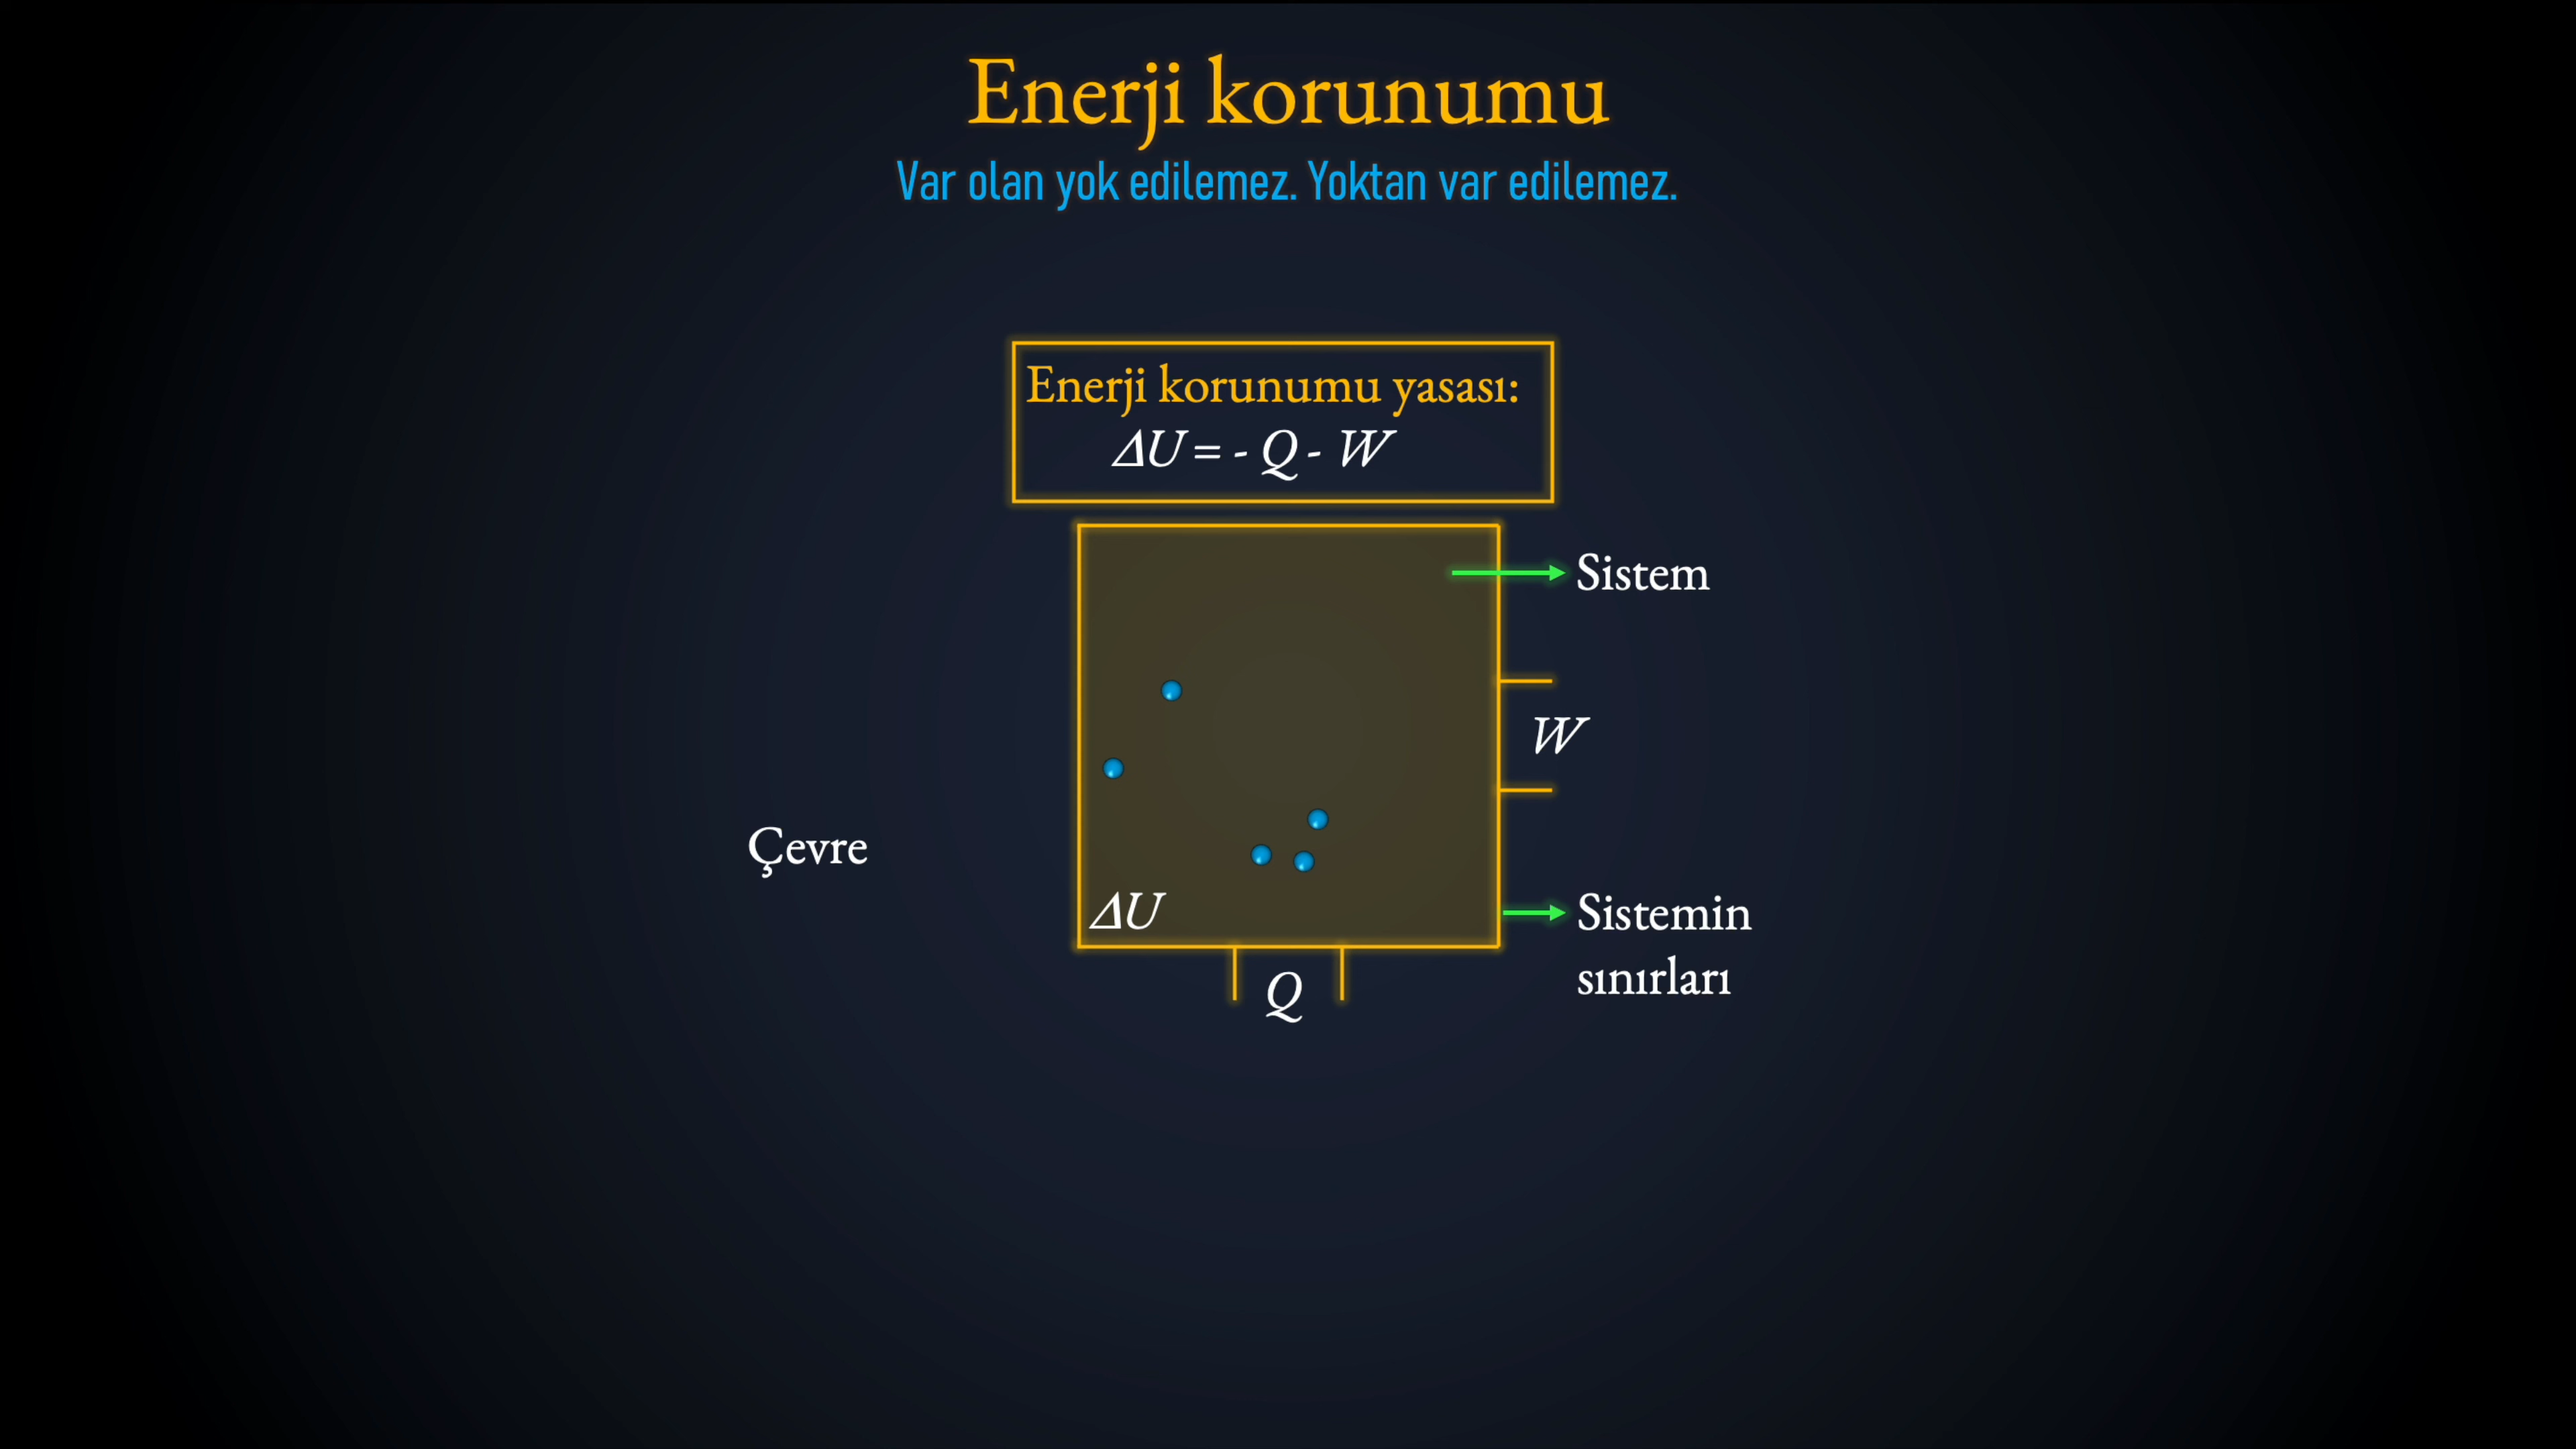 Enerji korunumu
Var olan yok edilemez. Yoktan var edilemez.
Enerji korunumu yasası:
ΔU = - Q - W
Sistem
W
Çevre
ΔU
Sistemin
sınırları
Q